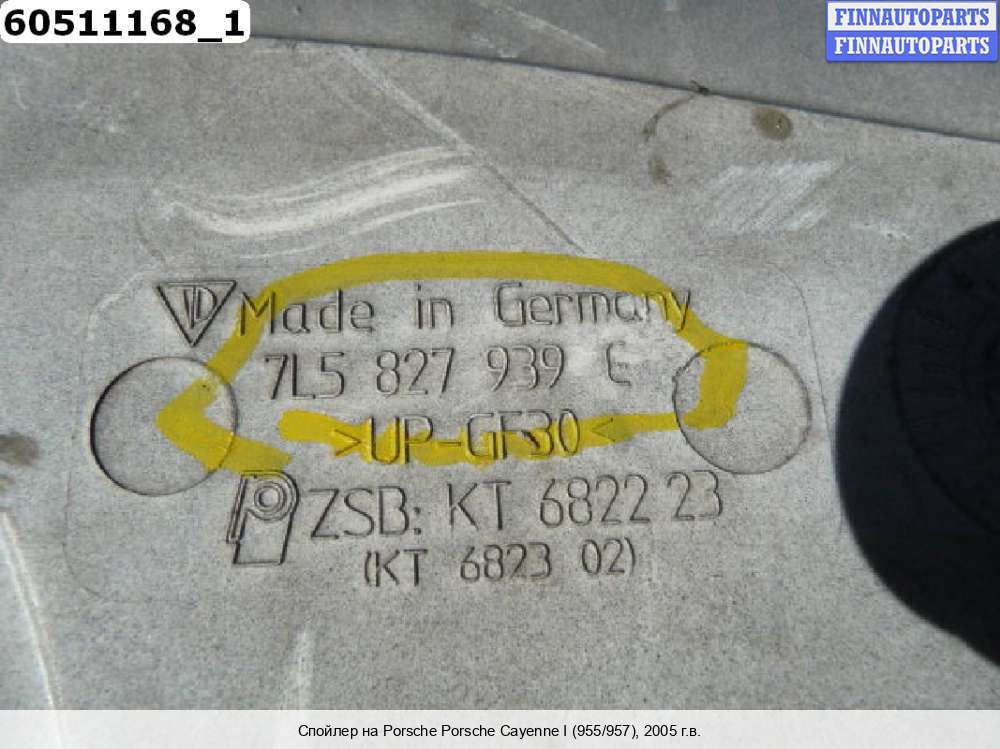 60511168_1
FINNAUTOPARTS
FINNAUTOPARTS
Made in Germany
7L5 827 939 E
>UP-GF30<
ZSB: KT 6822 23
(KT 6823 02)
Спойлер на Porsche Porsche Cayenne I (955/957), 2005 г.в.